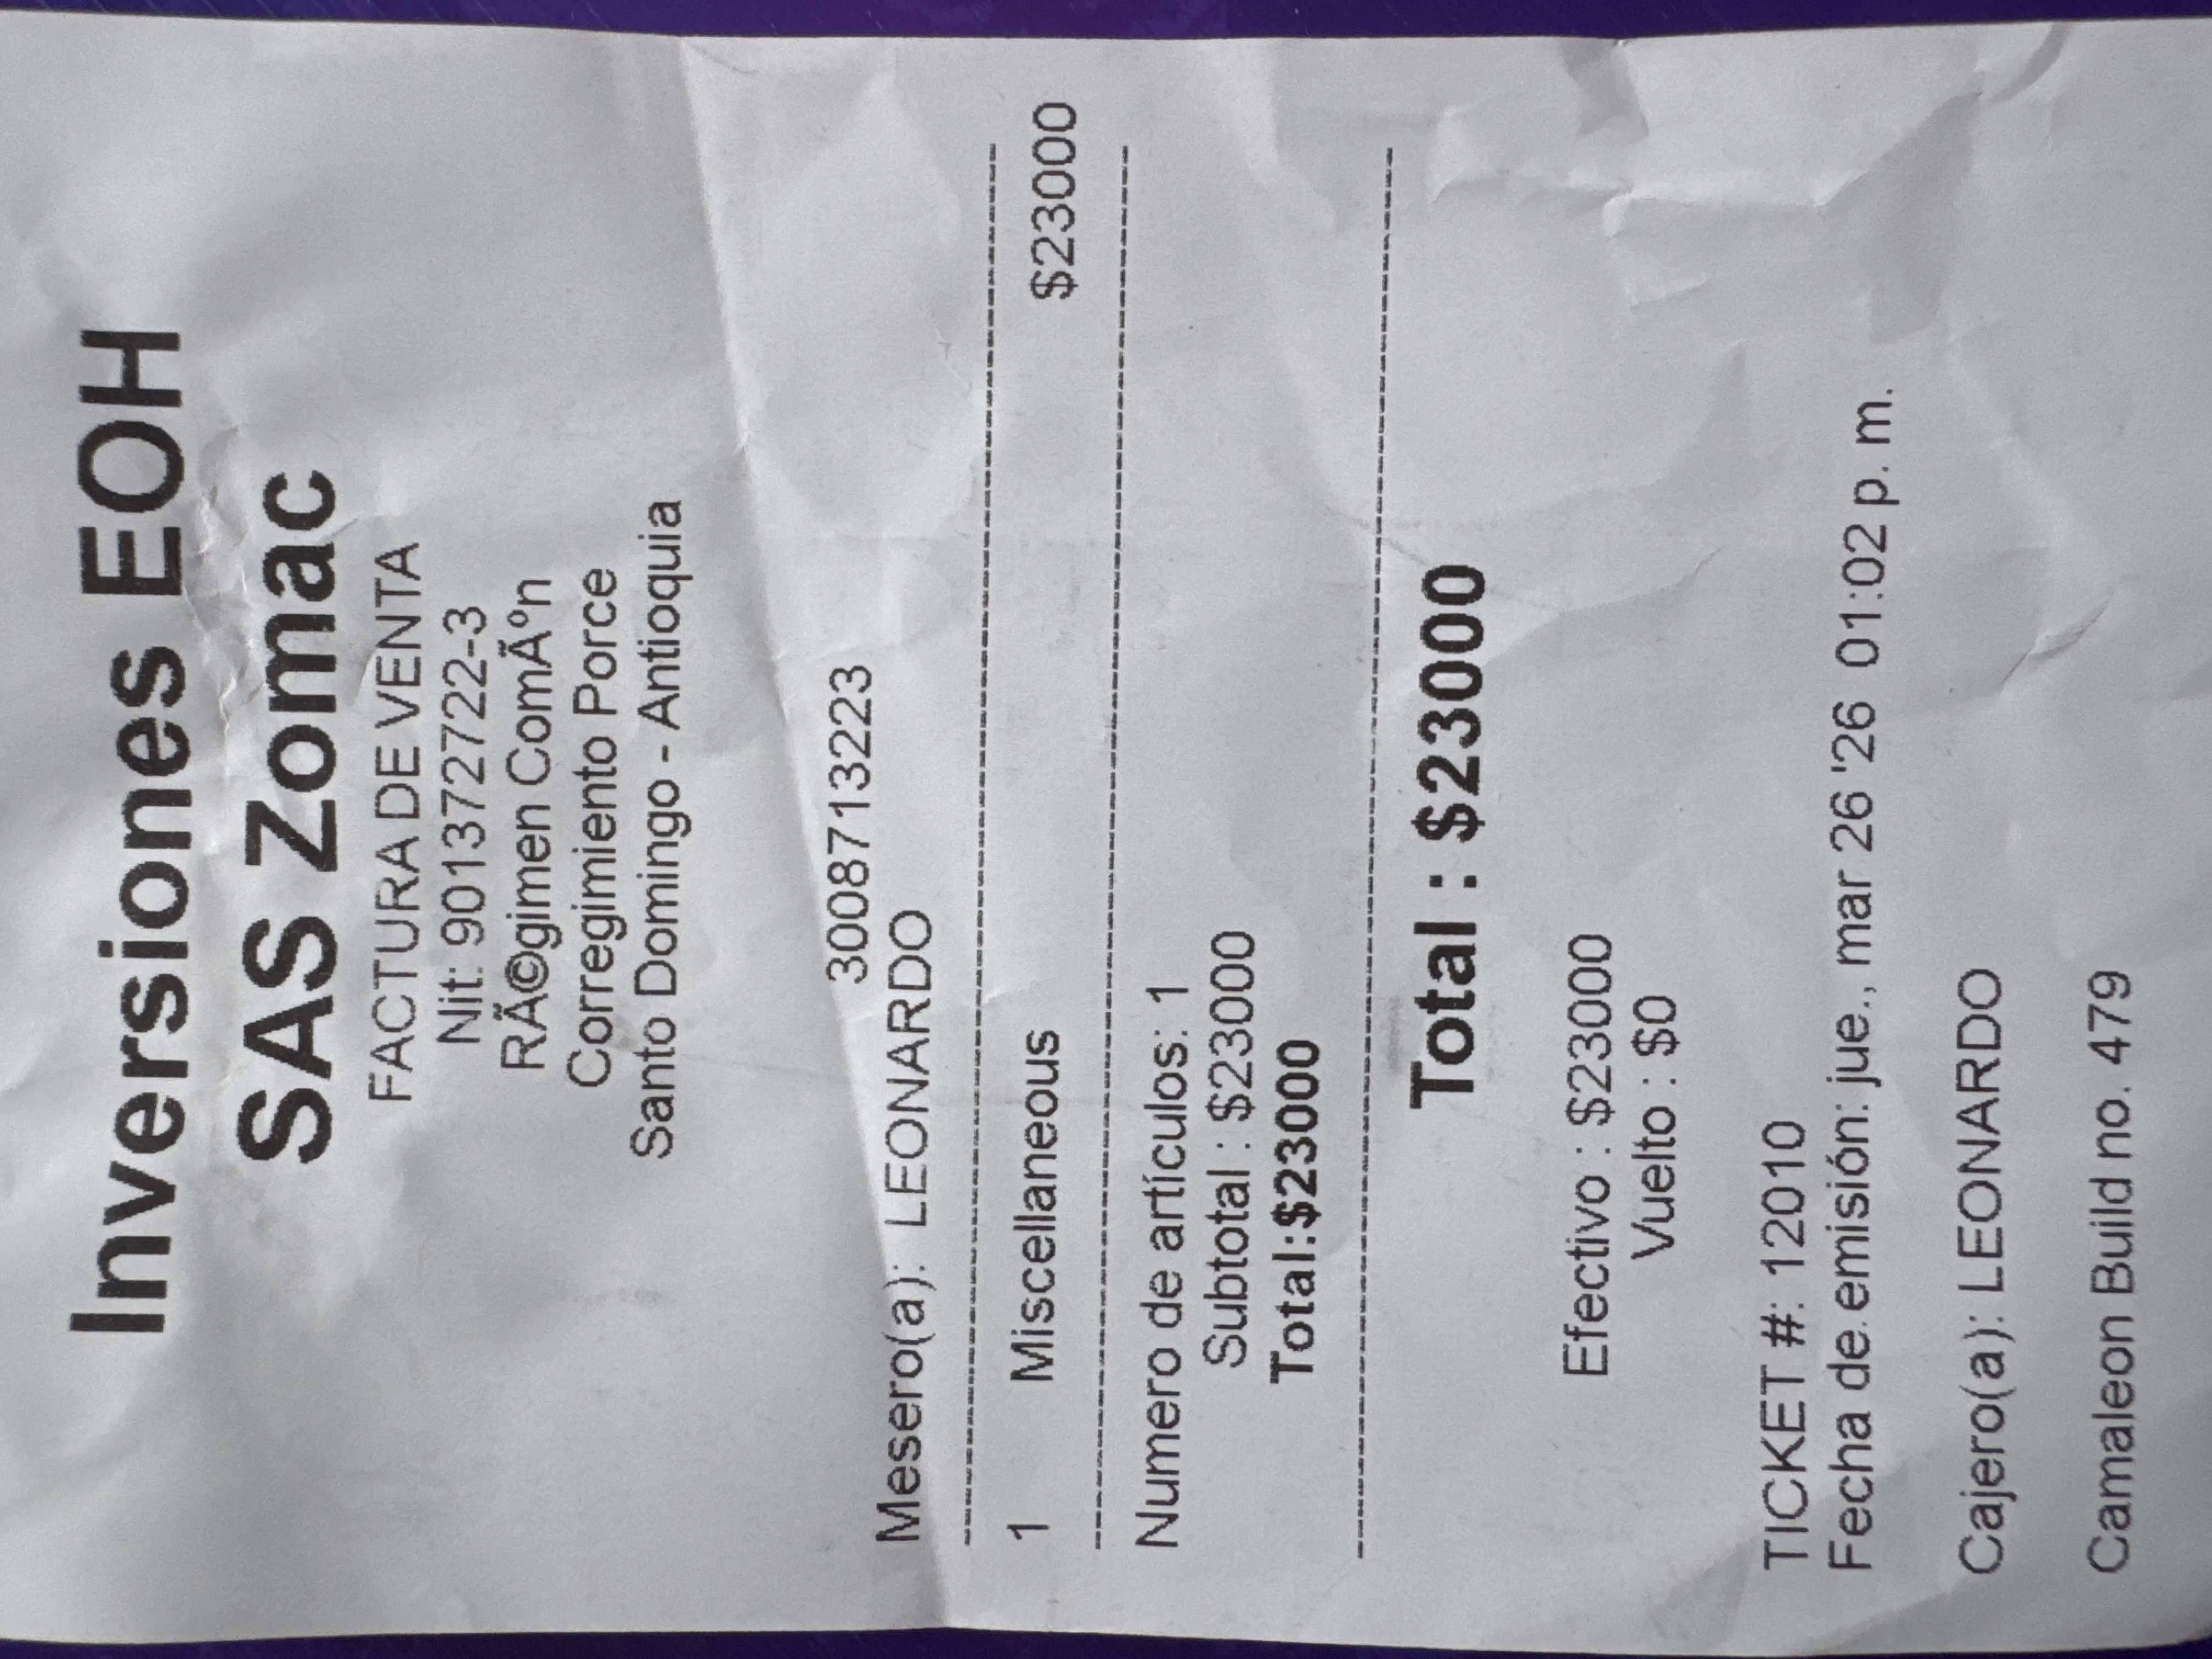 Inversiones EOH
SAS Zomac
FACTURA DE VENTA
Nit: 901372722-3
RÃ©gimen ComÃºn
Corregimiento Porce
Santo Domingo - Antioquia
3008713223
Mesero(a): LEONARDO
1 Miscellaneous $23000
Numero de artículos: 1
Subtotal : $23000
Total:$23000
Total : $23000
Efectivo : $23000
Vuelto : $0
TICKET #: 12010
Fecha de emisión: jue., mar 26 '26 01:02 p. m.
Cajero(a): LEONARDO
Camaleon Build no. 479